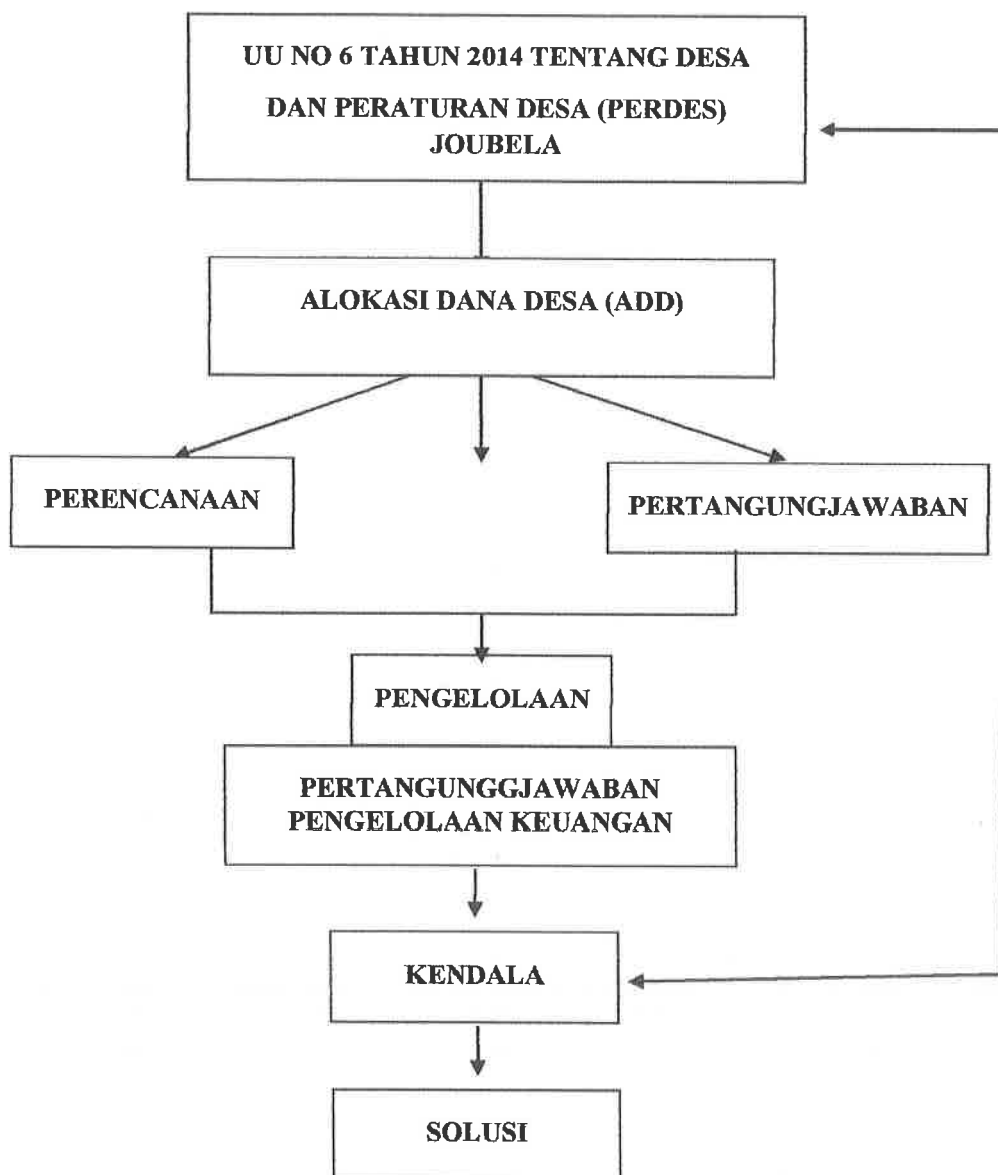 UU NO 6 TAHUN 2014 TENTANG DESA
DAN PERATURAN DESA (PERDES)
JOUBELA
ALOKASI DANA DESA (ADD)
PERENCANAAN
PERTANGUNGJAWABAN
PENGELOLAAN
PERTANGUNGGJAWABAN
PENGELOLAAN KEUANGAN
KENDALA
SOLUSI